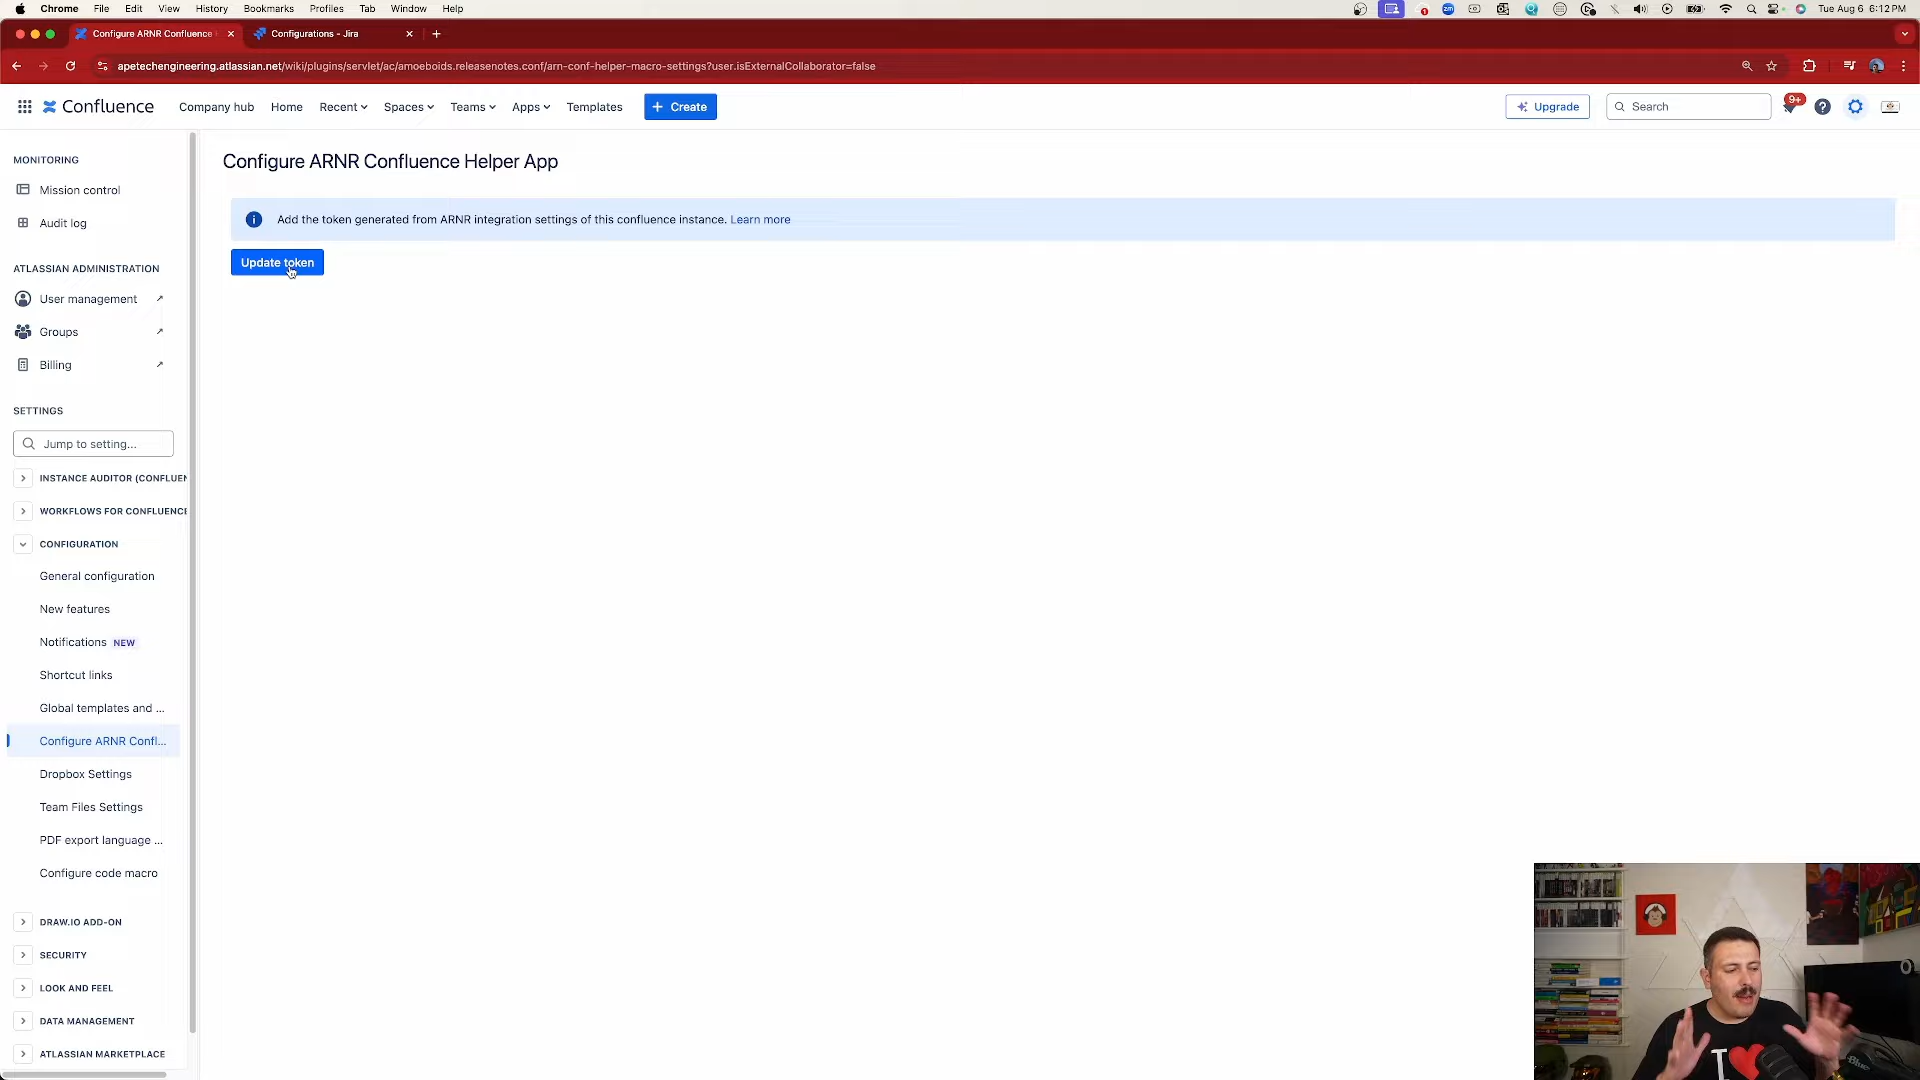 Chrome File Edit View History Bookmarks Profiles Tab Window Help
Tue Aug 6 6:12 PM
Configure ARNR Confluence
Configurations - Jira
apetechengineering.atlassian.net/wiki/plugins/servlet/ac/amoeboids.releasenotes.conf/arn-conf-helper-macro-settings?user.isExternalCollaborator=false
Confluence Company hub Home Recent Spaces Teams Apps Templates + Create Upgrade Search 9+
MONITORING
Mission control
Audit log
ATLASSIAN ADMINISTRATION
User management
Groups
Billing
SETTINGS
Jump to setting...
INSTANCE AUDITOR (CONFLUEN
WORKFLOWS FOR CONFLUENCE
CONFIGURATION
General configuration
New features
Notifications NEW
Shortcut links
Global templates and ...
Configure ARNR Confl...
Dropbox Settings
Team Files Settings
PDF export language ...
Configure code macro
DRAW.IO ADD-ON
SECURITY
LOOK AND FEEL
DATA MANAGEMENT
ATLASSIAN MARKETPLACE
Configure ARNR Confluence Helper App
Add the token generated from ARNR integration settings of this confluence instance. Learn more
Update token
I
Blue